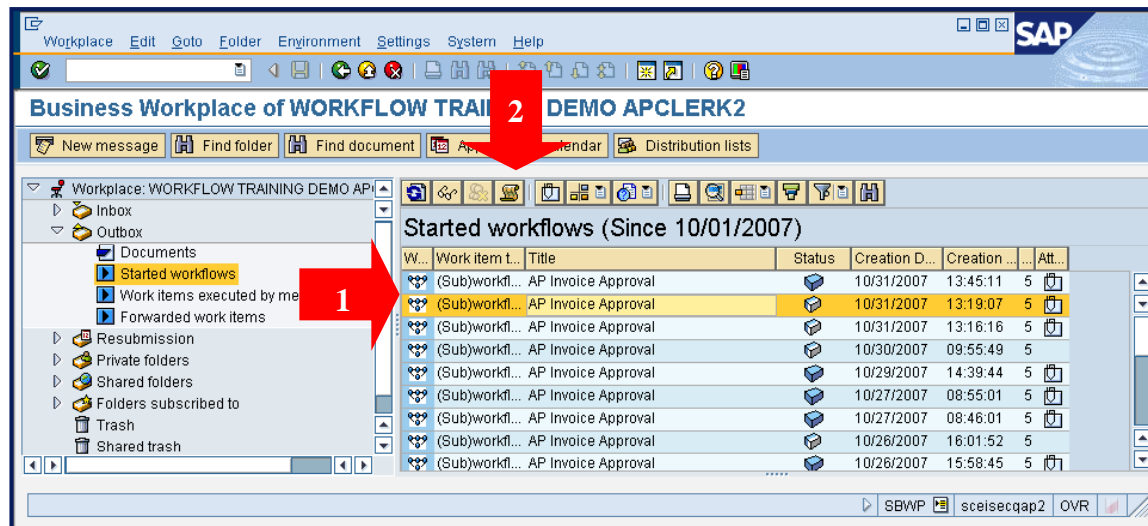 Workplace Edit Goto Folder Environment Settings System Help
SAP
Business Workplace of WORKFLOW TRAI DEMO APCLERK2
2
New message Find folder Find document Ap lendar Distribution lists
Workplace: WORKFLOW TRAINING DEMO AP
Inbox
Outbox
Documents
Started workflows
Work items executed by me
Forwarded work items
Resubmission
Private folders
Shared folders
Folders subscribed to
Trash
Shared trash
1
Started workflows (Since 10/01/2007)
W... Work item t... Title Status Creation D... Creation ... ... Att...
(Sub)workfl... AP Invoice Approval 10/31/2007 13:45:11 5
(Sub)workfl... AP Invoice Approval 10/31/2007 13:19:07 5
(Sub)workfl... AP Invoice Approval 10/31/2007 13:16:16 5
(Sub)workfl... AP Invoice Approval 10/30/2007 09:55:49 5
(Sub)workfl... AP Invoice Approval 10/29/2007 14:39:44 5
(Sub)workfl... AP Invoice Approval 10/27/2007 08:55:01 5
(Sub)workfl... AP Invoice Approval 10/27/2007 08:46:01 5
(Sub)workfl... AP Invoice Approval 10/26/2007 16:01:52 5
(Sub)workfl... AP Invoice Approval 10/26/2007 15:58:45 5
SBWP sceisecqap2 OVR